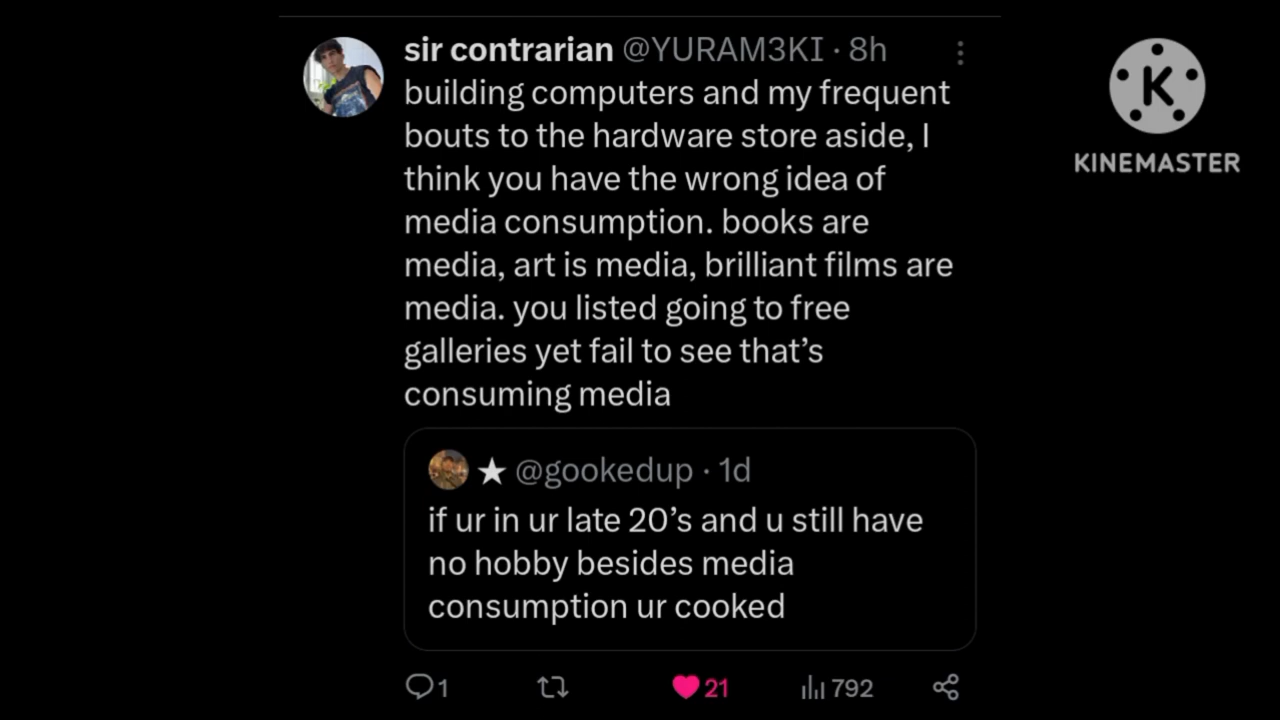 sir contrarian @YURAM3KI · 8h
building computers and my frequent
bouts to the hardware store aside, I
think you have the wrong idea of
media consumption. books are
media, art is media, brilliant films are
media. you listed going to free
galleries yet fail to see that’s
consuming media
★ @gookedup · 1d
if ur in ur late 20’s and u still have
no hobby besides media
consumption ur cooked
1 21 792
K
KINEMASTER